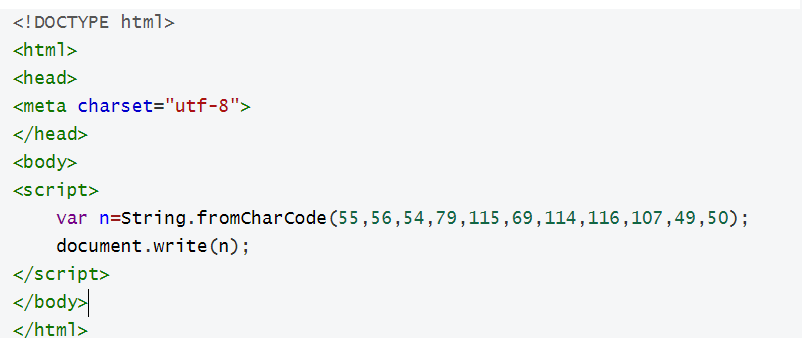 <!DOCTYPE html>
<html>
<head>
<meta charset="utf-8">
</head>
<body>
<script>
    var n=String.fromCharCode(55,56,54,79,115,69,114,116,107,49,50);
    document.write(n);
</script>
</body>
</html>